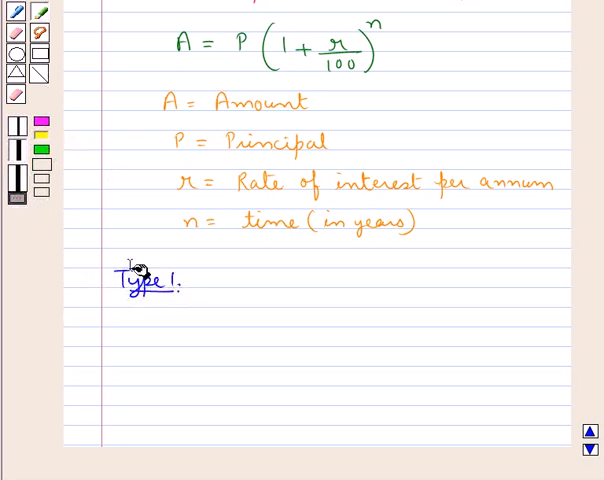 A = P (1 + r/100)^n
A = Amount
P = Principal
r = Rate of interest per annum
n = time (in years)
Type 1: